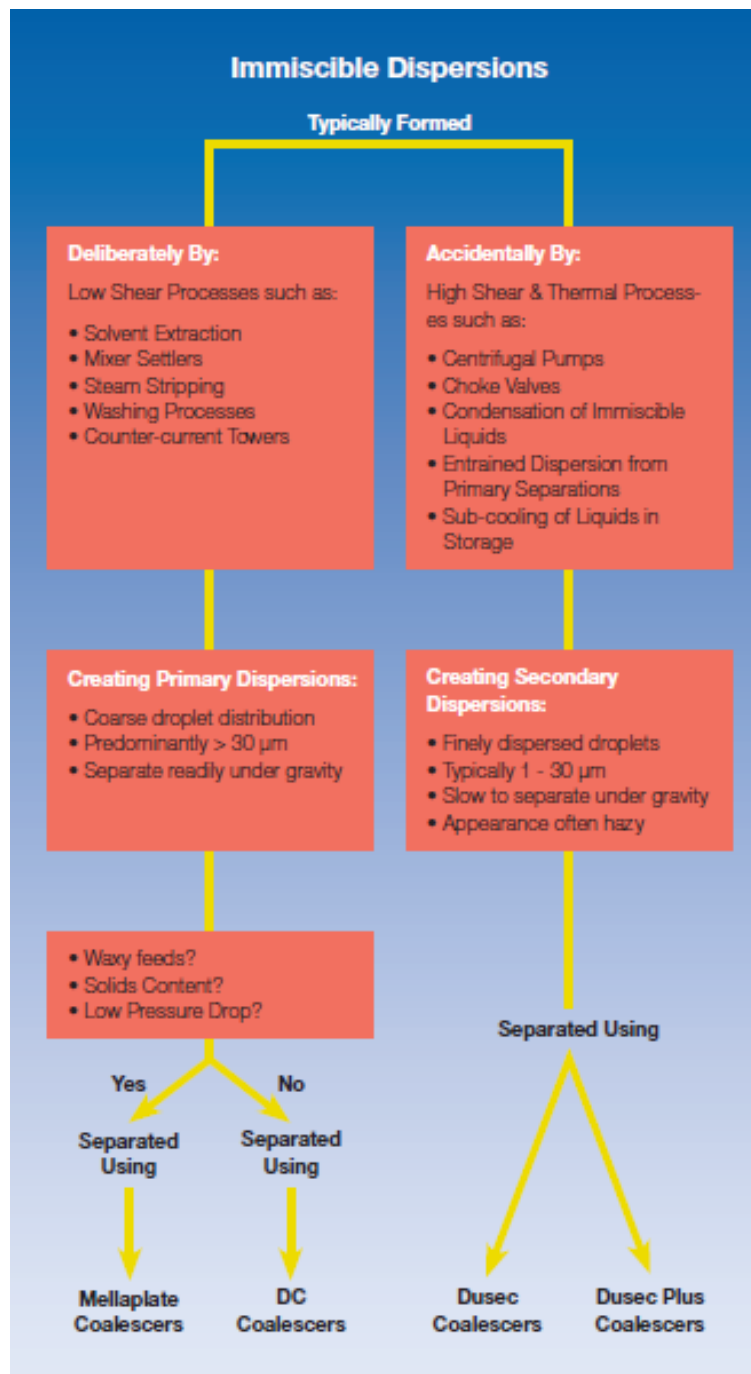 Immiscible Dispersions
Typically Formed
Deliberately By:
Low Shear Processes such as:
• Solvent Extraction
• Mixer Settlers
• Steam Stripping
• Washing Processes
• Counter-current Towers
Accidentally By:
High Shear & Thermal Process-
es such as:
• Centrifugal Pumps
• Choke Valves
• Condensation of Immiscible
Liquids
• Entrained Dispersion from
Primary Separations
• Sub-cooling of Liquids in
Storage
Creating Primary Dispersions:
• Coarse droplet distribution
• Predominantly > 30 µm
• Separate readily under gravity
Creating Secondary
Dispersions:
• Finely dispersed droplets
• Typically 1 - 30 µm
• Slow to separate under gravity
• Appearance often hazy
• Waxy feeds?
• Solids Content?
• Low Pressure Drop?
Yes
No
Separated
Using
Separated
Using
Separated Using
Mellaplate
Coalescers
DC
Coalescers
Dusec
Coalescers
Dusec Plus
Coalescers